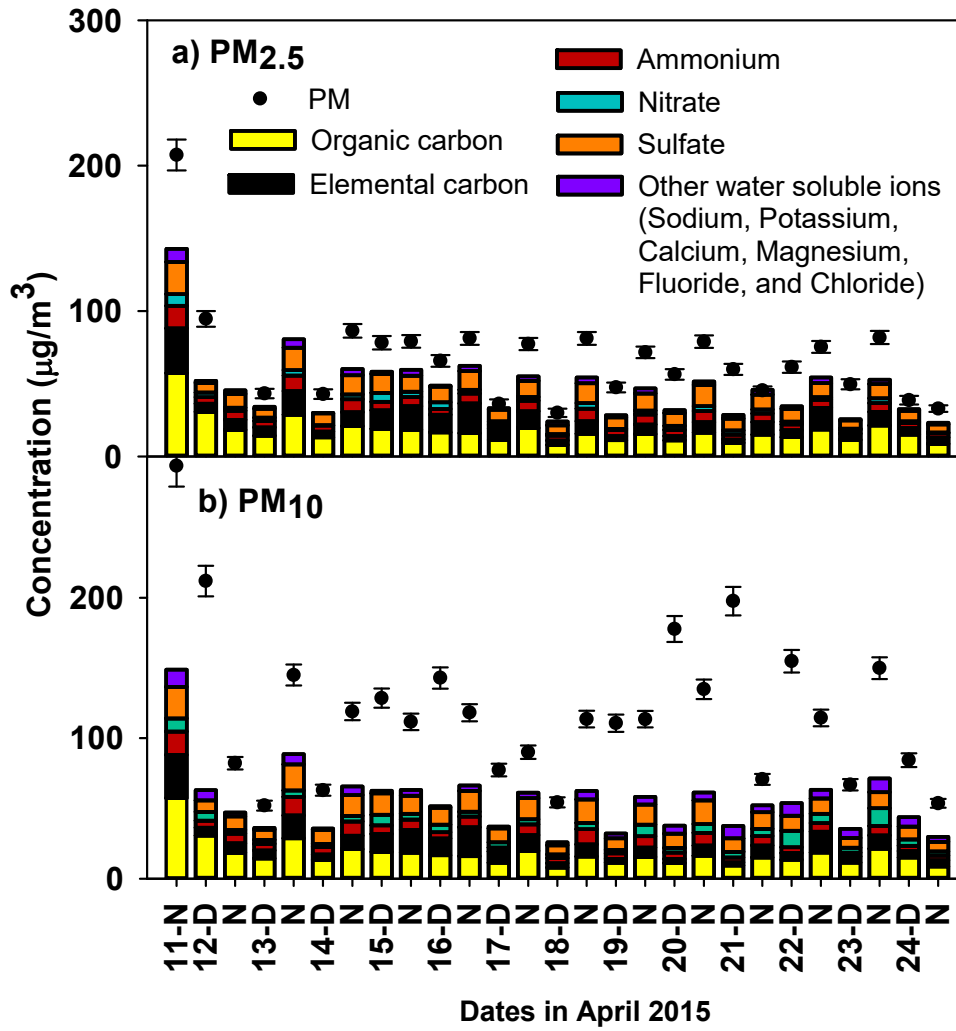 300
a) PM2.5
PM
Organic carbon
Elemental carbon
Ammonium
Nitrate
Sulfate
Other water soluble ions
(Sodium, Potassium,
Calcium, Magnesium,
Fluoride, and Chloride)
200
100
0
b) PM10
200
100
0
Concentration (μg/m3)
11-N
12-D
N
13-D
N
14-D
N
15-D
N
16-D
N
17-D
N
18-D
N
19-D
N
20-D
N
21-D
N
22-D
N
23-D
N
24-D
N
Dates in April 2015